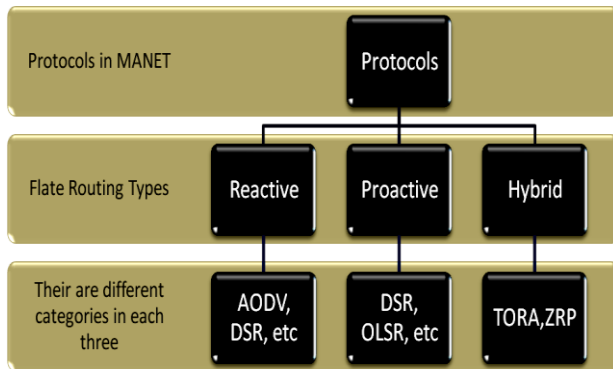 Protocols in MANET
Protocols
Flate Routing Types
Reactive
Proactive
Hybrid
Their are different
categories in each
three
AODV,
DSR, etc
DSR,
OLSR, etc
TORA,ZRP